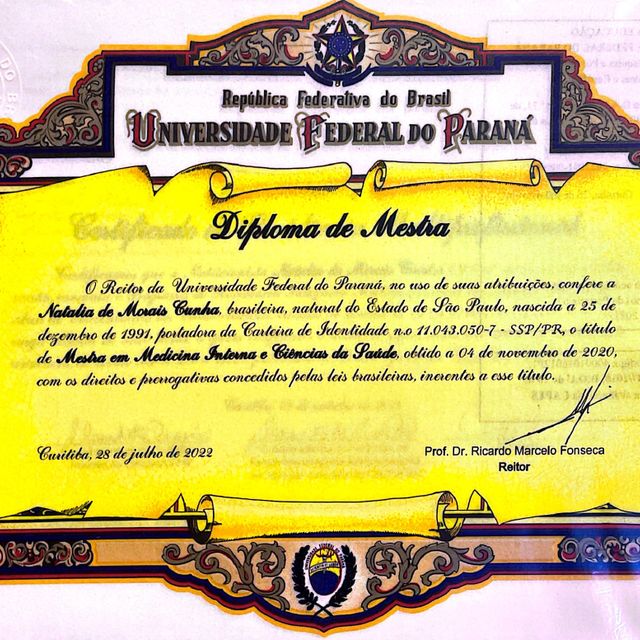 República Federativa do Brasil
UNIVERSIDADE FEDERAL DO PARANÁ
Diploma de Mestra
O Reitor da Universidade Federal do Paraná, no uso de suas atribuições, confere a
Natalia de Morais Cunha, brasileira, natural do Estado de São Paulo, nascida a 25 de
dezembro de 1991, portadora da Carteira de Identidade n.o 11.043.050-7 - SSP/PR, o título
de Mestra em Medicina Interna e Ciências da Saúde, obtido a 04 de novembro de 2020,
com os direitos e prerrogativas concedidos pelas leis brasileiras, inerentes a esse título.
Curitiba, 28 de julho de 2022
Prof. Dr. Ricardo Marcelo Fonseca
Reitor